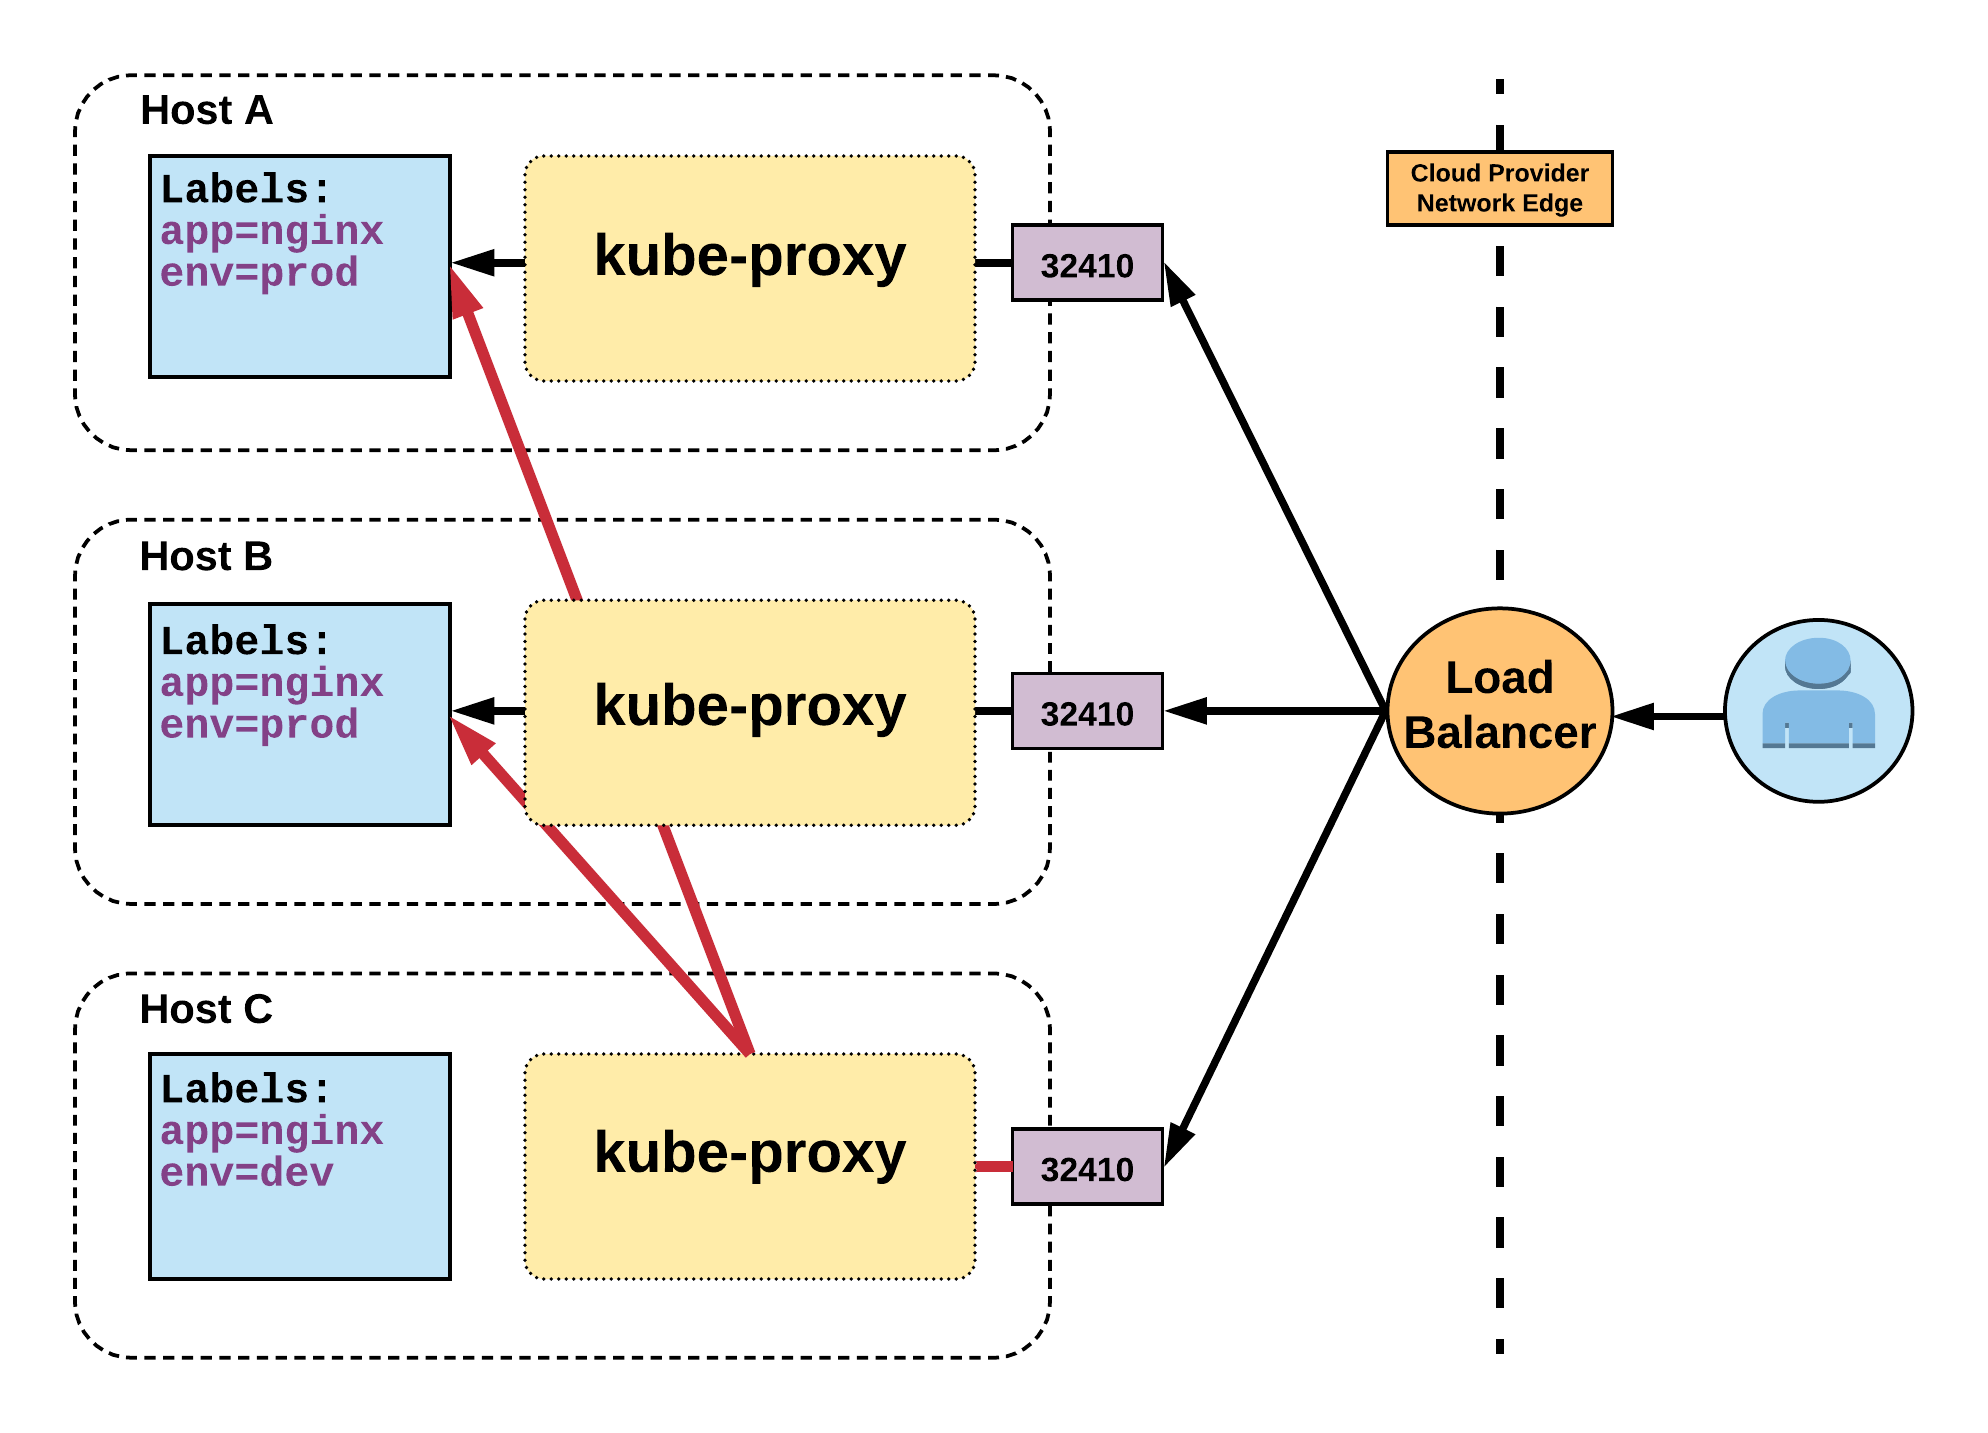 Host A
Labels:
app=nginx
env=prod
kube-proxy
32410
Cloud Provider
Network Edge
Host B
Labels:
app=nginx
env=prod
kube-proxy
32410
Load
Balancer
Host C
Labels:
app=nginx
env=dev
kube-proxy
32410